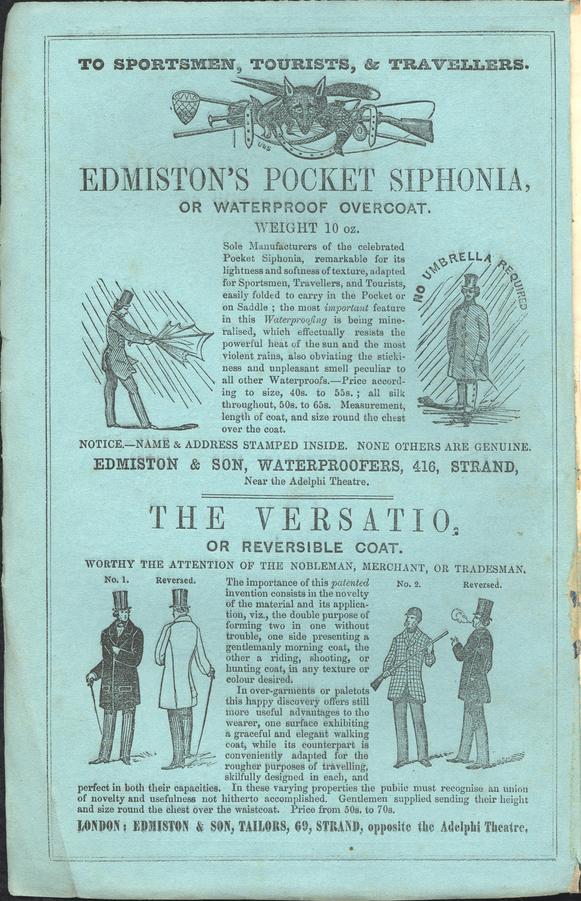 TO SPORTSMEN, TOURISTS, & TRAVELLERS.
EDMISTON'S POCKET SIPHONIA,
OR WATERPROOF OVERCOAT.
WEIGHT 10 oz.
Sole Manufacturers of the celebrated
Pocket Siphonia, remarkable for its
lightness and softness of texture, adapted
for Sportsmen, Travellers, and Tourists,
easily folded to carry in the Pocket or
on Saddle ; the most important feature
in this Waterproofing is being mine-
ralised, which effectually resists the
powerful heat of the sun and the most
violent rains, also obviating the sticki-
ness and unpleasant smell peculiar to
all other Waterproofs.—Price accord-
ing to size, 40s. to 55s. ; all silk
throughout, 50s. to 65s. Measurement,
length of coat, and size round the chest
over the coat.
NO UMBRELLA REQUIRED
NOTICE.—NAME & ADDRESS STAMPED INSIDE. NONE OTHERS ARE GENUINE.
EDMISTON & SON, WATERPROOFERS, 416, STRAND,
Near the Adelphi Theatre.
THE VERSATIO,
OR REVERSIBLE COAT.
WORTHY THE ATTENTION OF THE NOBLEMAN, MERCHANT, OR TRADESMAN.
No. 1. Reversed.
The importance of this patented
invention consists in the novelty
of the material and its applica-
tion, viz., the double purpose of
forming two in one without
trouble, one side presenting a
gentlemanly morning coat, the
other a riding, shooting, or
hunting coat, in any texture or
colour desired.
In over-garments or paletots
this happy discovery offers still
more useful advantages to the
wearer, one surface exhibiting
a graceful and elegant walking
coat, while its counterpart is
conveniently adapted for the
rougher purposes of travelling,
skilfully designed in each, and
No. 2. Reversed.
perfect in both their capacities. In these varying properties the public must recognise an union
of novelty and usefulness not hitherto accomplished. Gentlemen supplied sending their height
and size round the chest over the waistcoat. Price from 50s. to 70s.
LONDON: EDMISTON & SON, TAILORS, 69, STRAND, opposite the Adelphi Theatre,